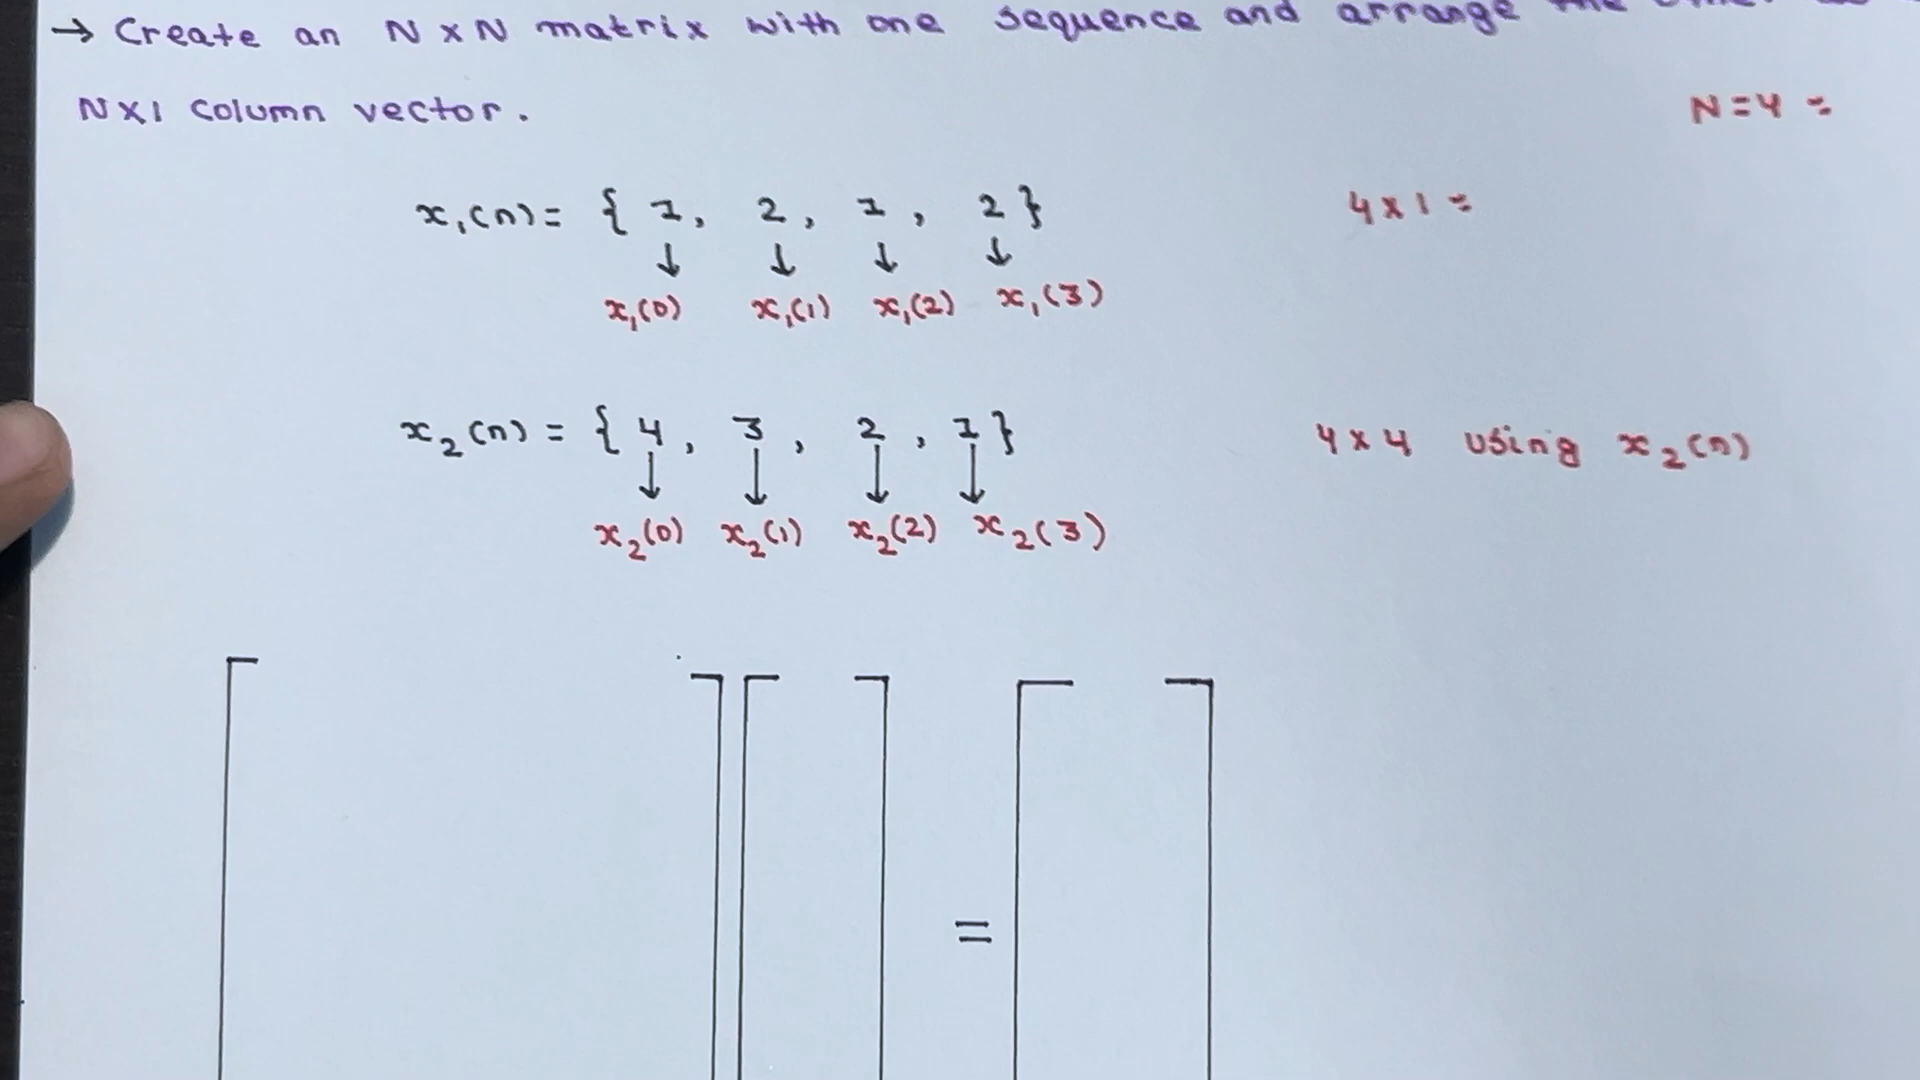 → Create an N x N matrix with one sequence and arrange
N x 1 column vector.
N = 4 =
x₁(n) = { 1, 2, 1, 2 }
4 x 1 =
↓ ↓ ↓ ↓
x₁(0) x₁(1) x₁(2) x₁(3)
x₂(n) = { 4, 3, 2, 1 }
4 x 4 using x₂(n)
↓ ↓ ↓ ↓
x₂(0) x₂(1) x₂(2) x₂(3)
=